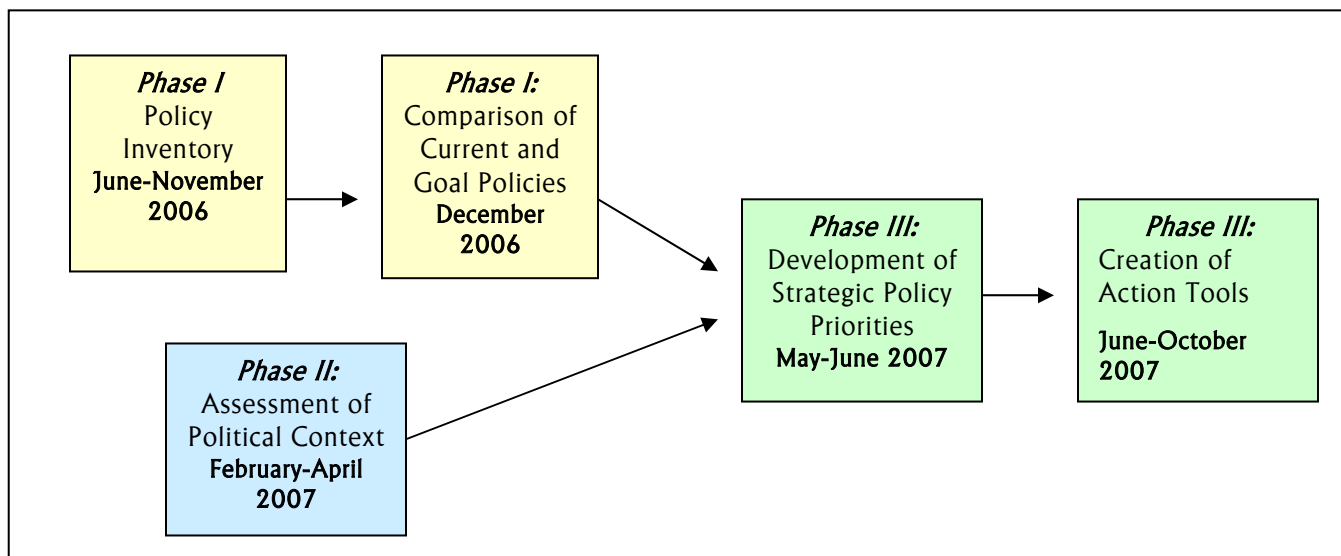 Phase I
Policy
Inventory
June-November
2006
Phase I:
Comparison of
Current and
Goal Policies
December
2006
Phase II:
Assessment of
Political Context
February-April
2007
Phase III:
Development of
Strategic Policy
Priorities
May-June 2007
Phase III:
Creation of
Action Tools
June-October
2007